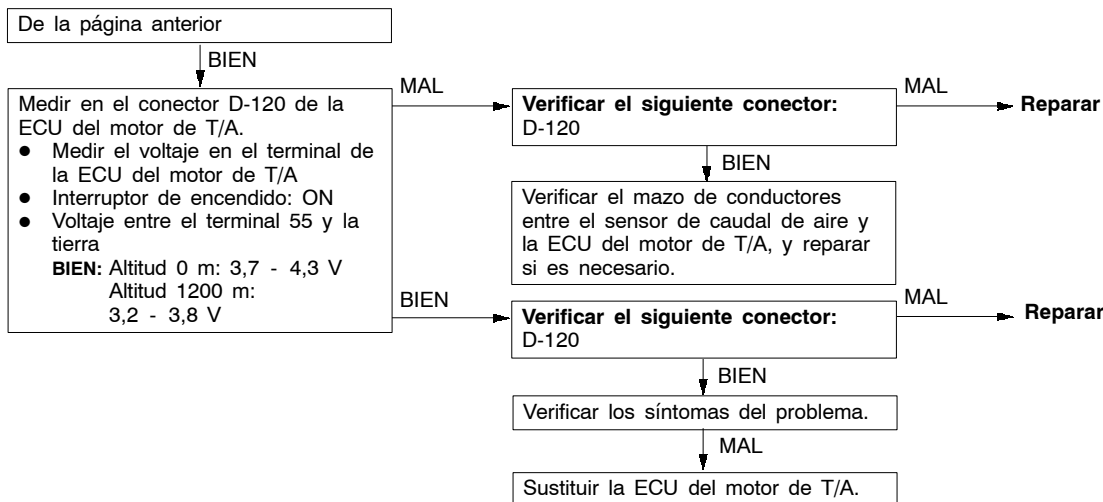 De la página anterior
BIEN
Medir en el conector D-120 de la
ECU del motor de T/A.
● Medir el voltaje en el terminal de
la ECU del motor de T/A
● Interruptor de encendido: ON
● Voltaje entre el terminal 55 y la
tierra
BIEN: Altitud 0 m: 3,7 - 4,3 V
Altitud 1200 m:
3,2 - 3,8 V
MAL
Verificar el siguiente conector:
D-120
MAL
Reparar
BIEN
Verificar el mazo de conductores
entre el sensor de caudal de aire y
la ECU del motor de T/A, y reparar
si es necesario.
BIEN
Verificar el siguiente conector:
D-120
MAL
Reparar
BIEN
Verificar los síntomas del problema.
MAL
Sustituir la ECU del motor de T/A.